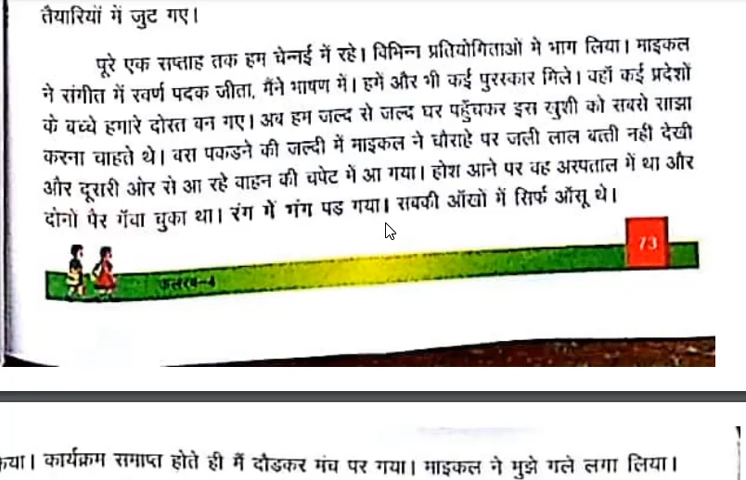 तैयारियों में जुट गए।
पूरे एक सप्ताह तक हम चेन्नई में रहे। विभिन्न प्रतियोगिताओं मे भाग लिया। माइकल
ने संगीत में स्वर्ण पदक जीता, मैंने भाषण में। हमें और भी कई पुरस्कार मिले। वहाँ कई प्रदेशों
के बच्चे हमारे दोस्त बन गए। अब हम जल्द से जल्द घर पहुँचकर इस खुशी को सबसे साझा
करना चाहते थे। बस पकड़ने की जल्दी में माइकल ने चौराहे पर जली लाल बत्ती नहीं देखी
और दूसरी ओर से आ रहे वाहन की चपेट में आ गया। होश आने पर वह अस्पताल में था और
दोनों पैर गँवा चुका था। रंग में भंग पड़ गया। सबकी आँखों में सिर्फ आँसू थे।
73
कलरव-4
कार्यक्रम समाप्त होते ही मैं दौडकर मंच पर गया। माइकल ने मुझे गले लगा लिया।